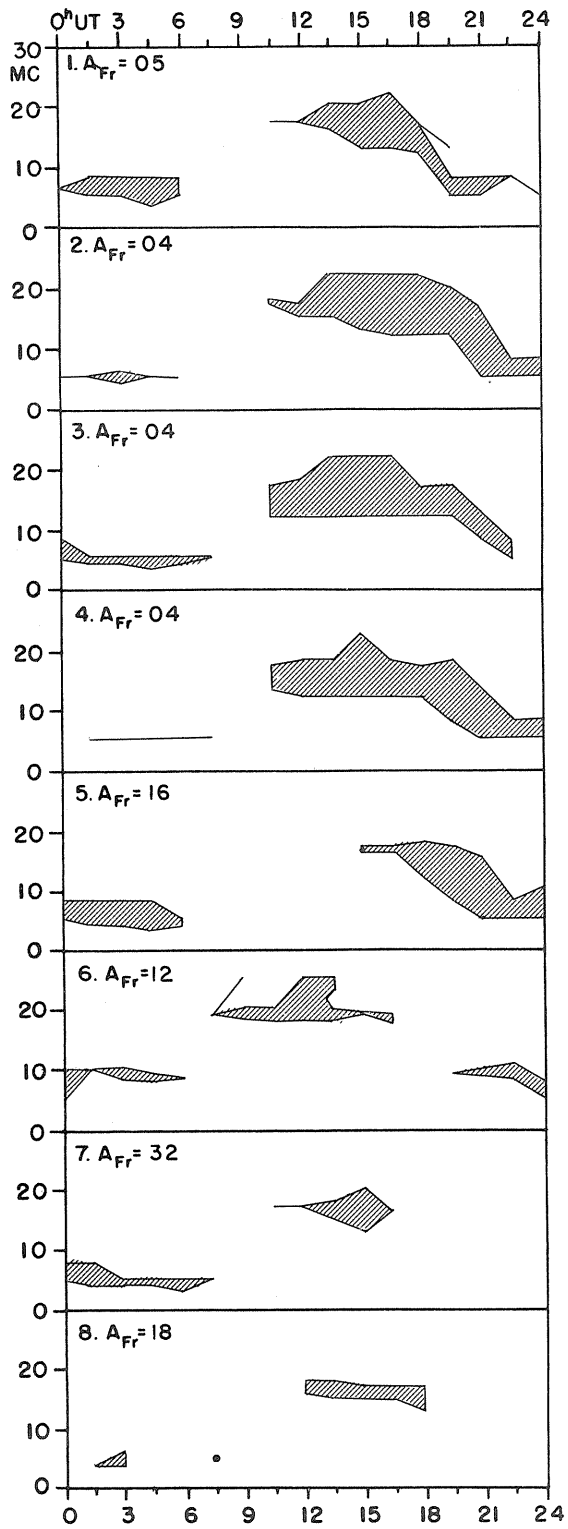 0ʰ UT 3 6 9 12 15 18 21 24
30
MC
1. A_Fr = 05
20
10
0
2. A_Fr = 04
20
10
0
3. A_Fr = 04
20
10
0
4. A_Fr = 04
20
10
0
5. A_Fr = 16
20
10
0
6. A_Fr = 12
20
10
0
7. A_Fr = 32
20
10
0
8. A_Fr = 18
20
10
0
0 3 6 9 12 15 18 21 24